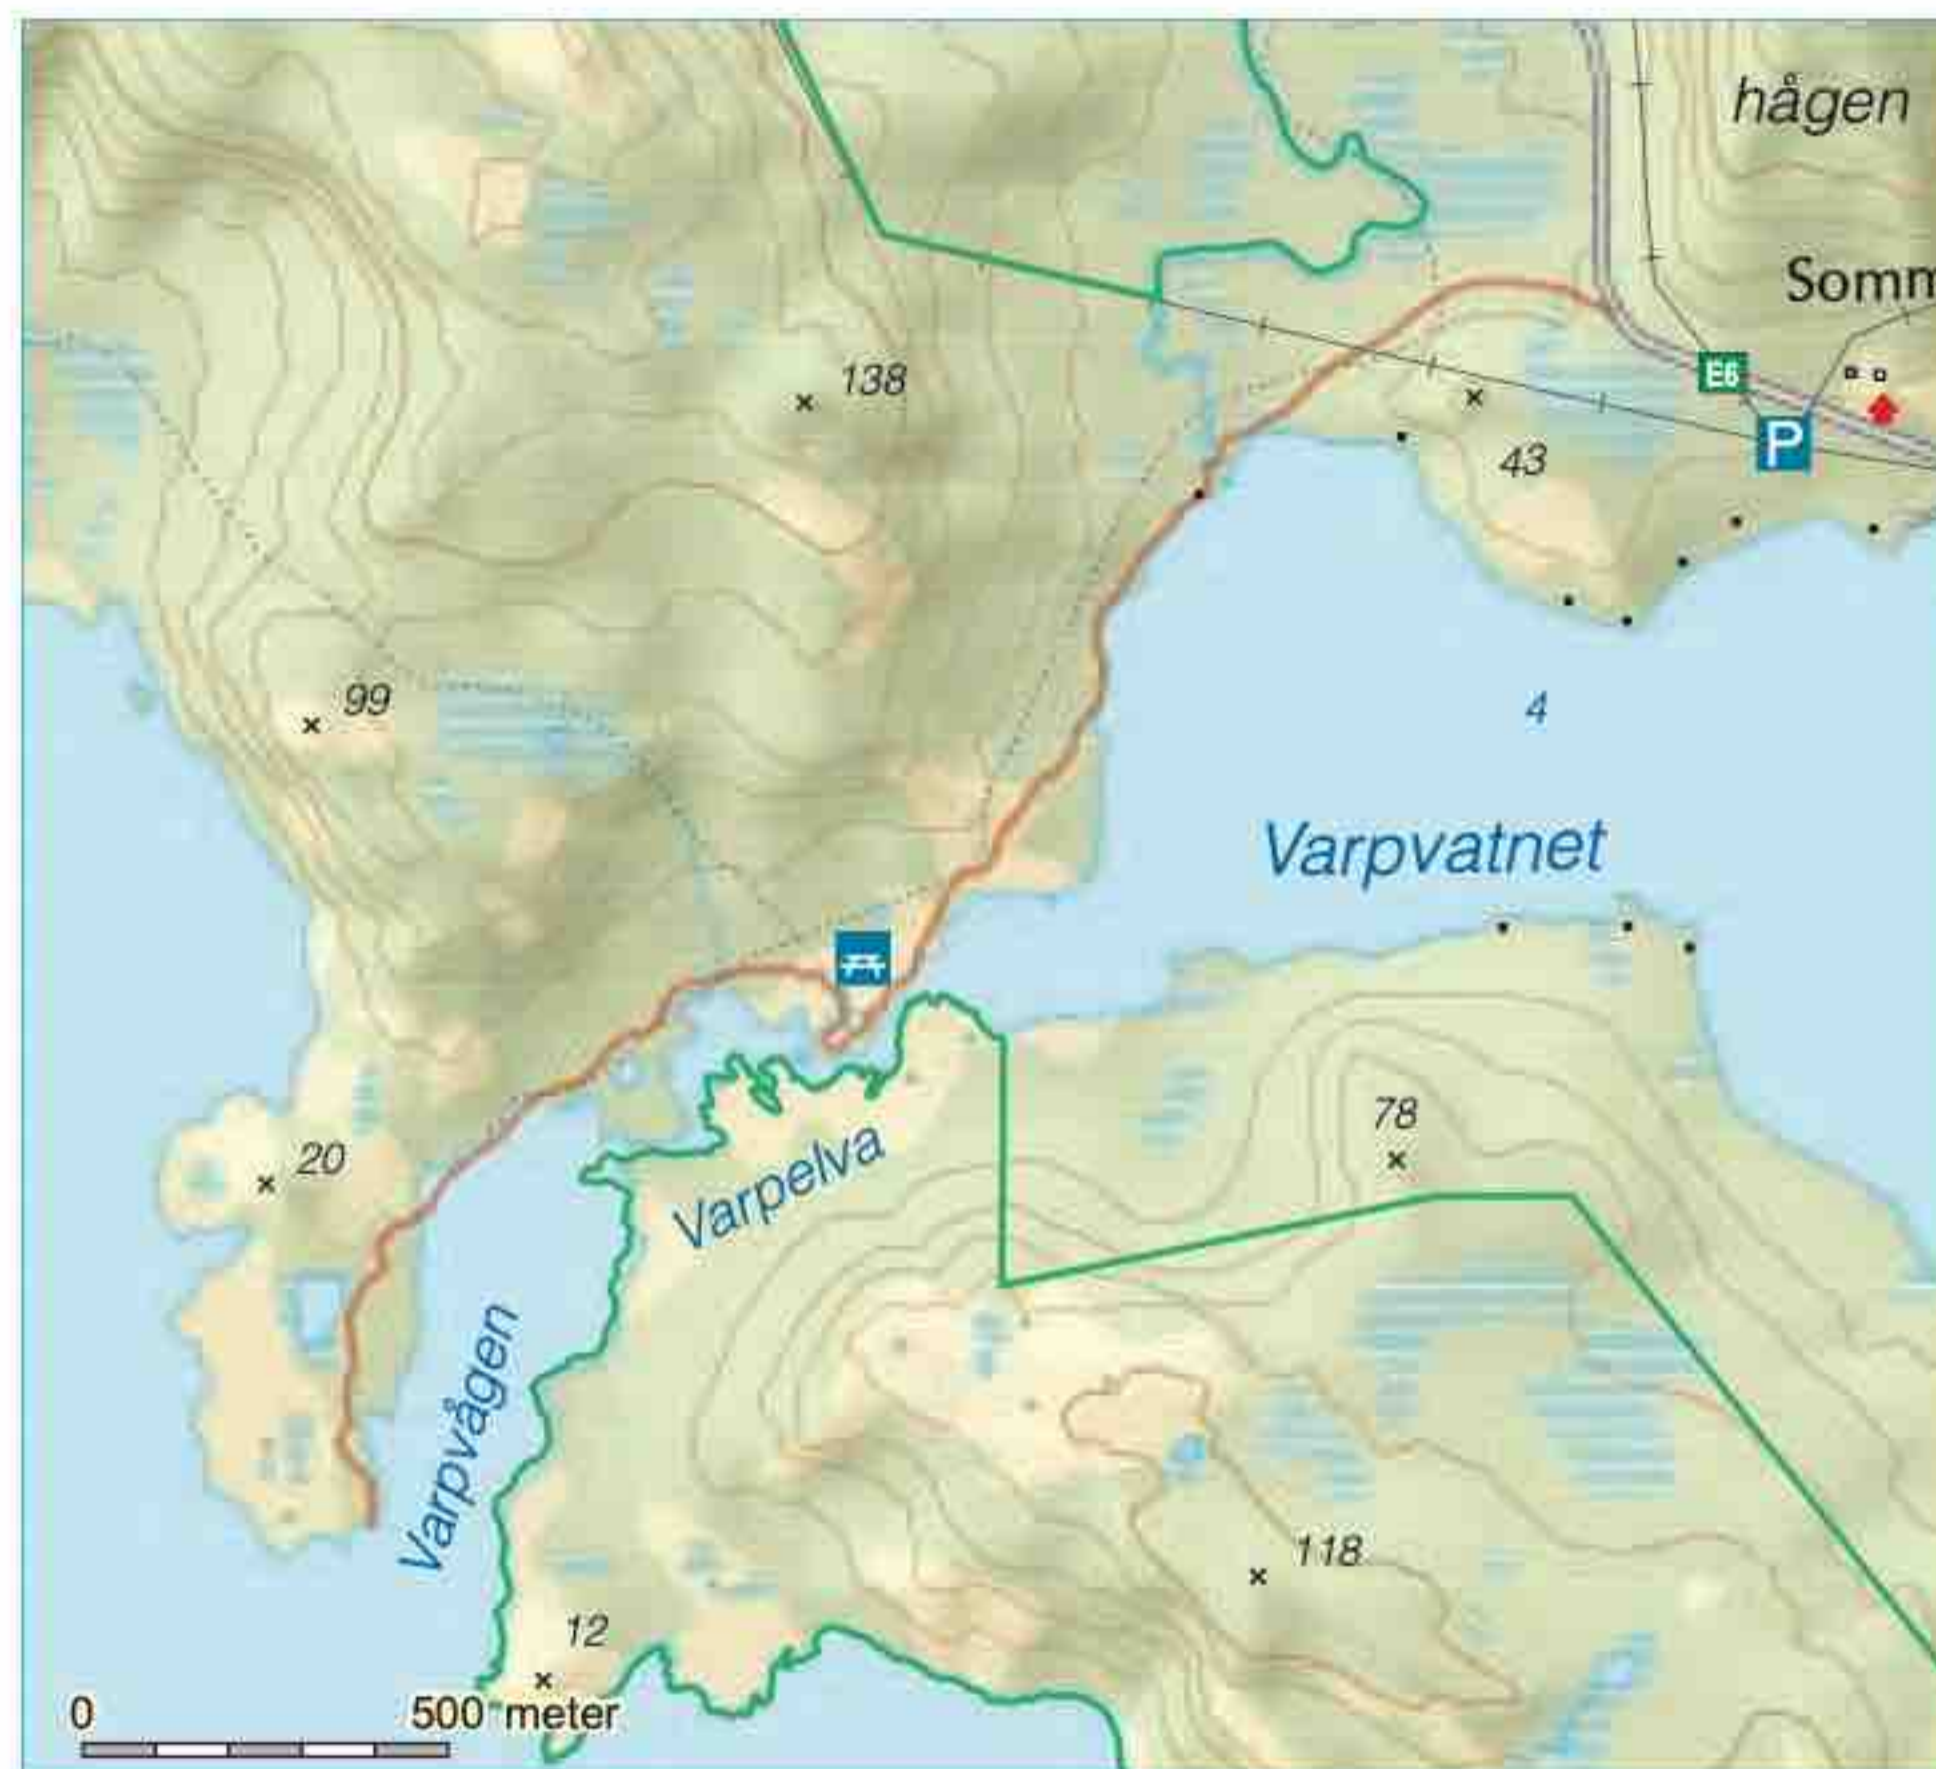 hågen
Somm
138
E6
P
43
99
4
Varpvatnet
78
20
Varpelva
Varpvågen
118
12
0 500 meter